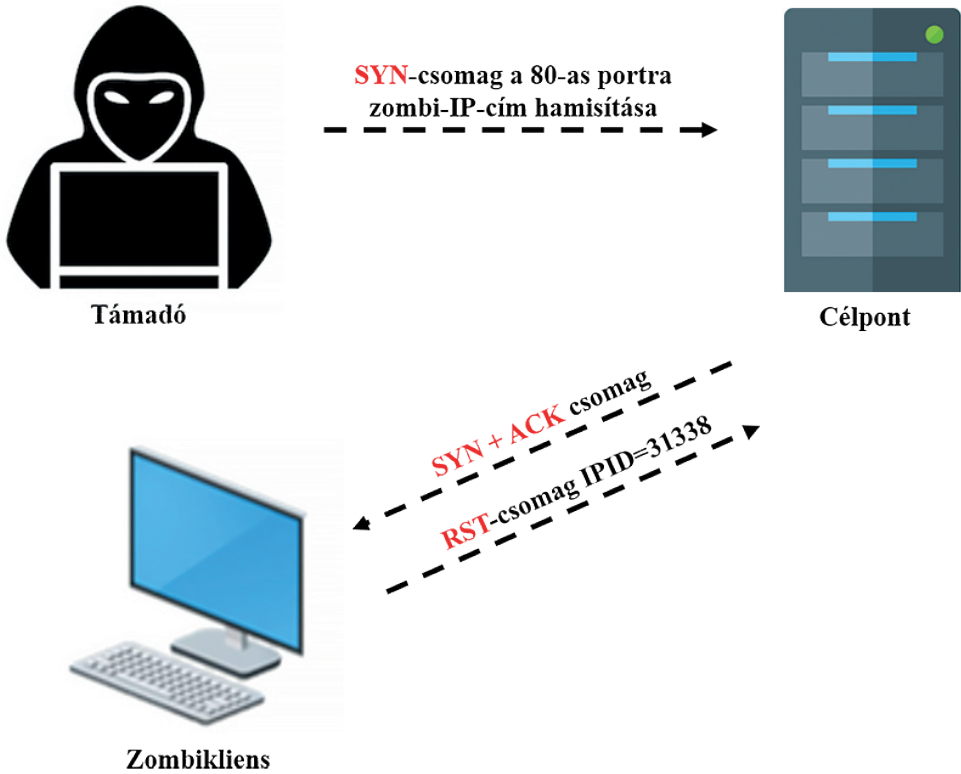 SYN-csomag a 80-as portra
zombi-IP-cím hamisítása
Támadó
Célpont
SYN + ACK csomag
RST-csomag IPID=31338
Zombikliens